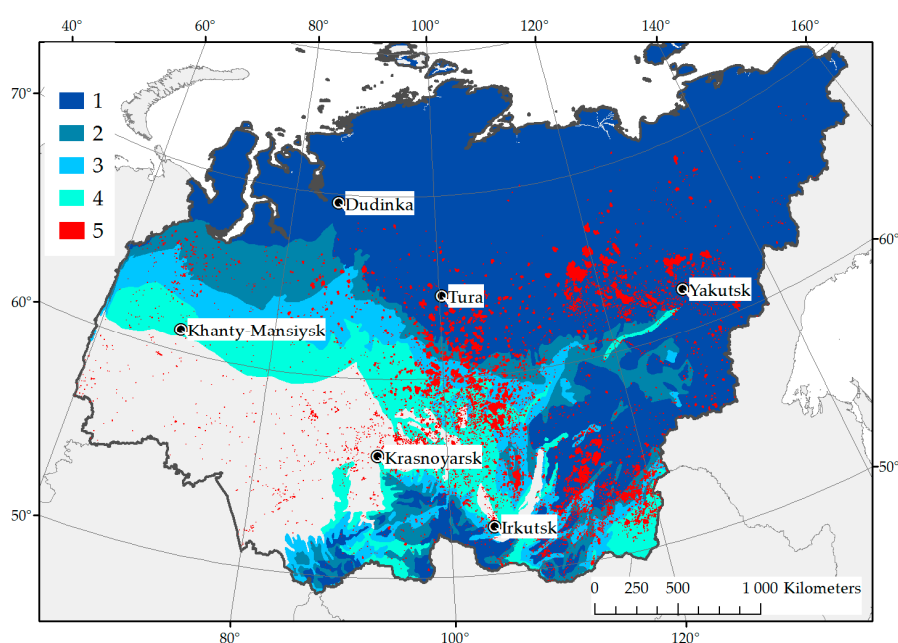 40° 60° 80° 100° 120° 140° 160°
70°
1
2
3
4
5
Dudinka
60°
Tura
Yakutsk
60°
Khanty-Mansiysk
Krasnoyarsk
50°
50°
Irkutsk
0 250 500 1 000 Kilometers
80° 100° 120°